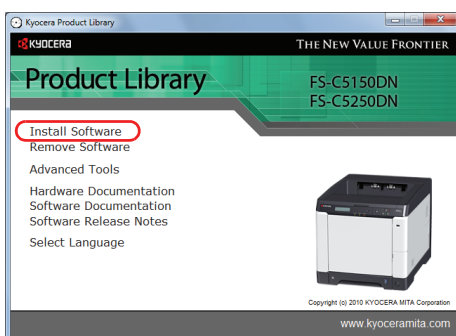 Kyocera Product Library
KYOCERA
THE NEW VALUE FRONTIER
Product Library
FS-C5150DN
FS-C5250DN
Install Software
Remove Software
Advanced Tools
Hardware Documentation
Software Documentation
Software Release Notes
Select Language
Copyright (c) 2010 KYOCERA MITA Corporation
www.kyoceramita.com